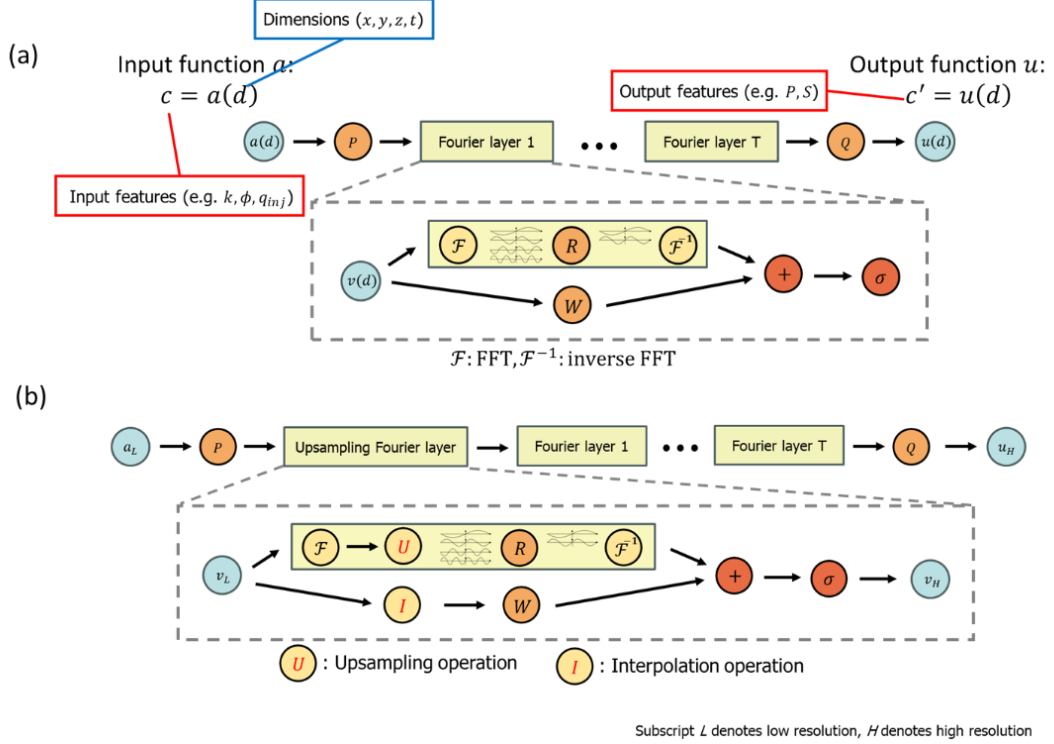 Dimensions (x, y, z, t)
(a)
Input function a:
c = a(d)
Output function u:
c′ = u(d)
Output features (e.g. P, S)
a(d) P Fourier layer 1 ••• Fourier layer T Q u(d)
Input features (e.g. k, ϕ, q_inj)
ℱ R ℱ⁻¹
v(d) + σ
W
ℱ: FFT, ℱ⁻¹: inverse FFT
(b)
a_L P Upsampling Fourier layer Fourier layer 1 ••• Fourier layer T Q u_H
ℱ U R ℱ⁻¹
v_L + σ v_H
I W
U : Upsampling operation I : Interpolation operation
Subscript L denotes low resolution, H denotes high resolution